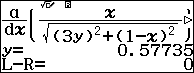 d/dx(x/√((3y)²+(1-x)²)▷
y= 0.57735
L-R= 0